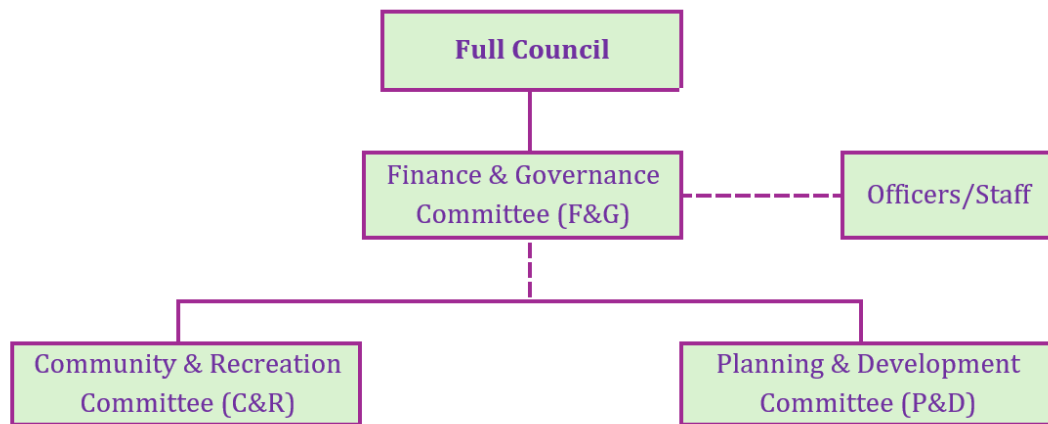 Full Council
Finance & Governance
Committee (F&G)
Officers/Staff
Community & Recreation
Committee (C&R)
Planning & Development
Committee (P&D)